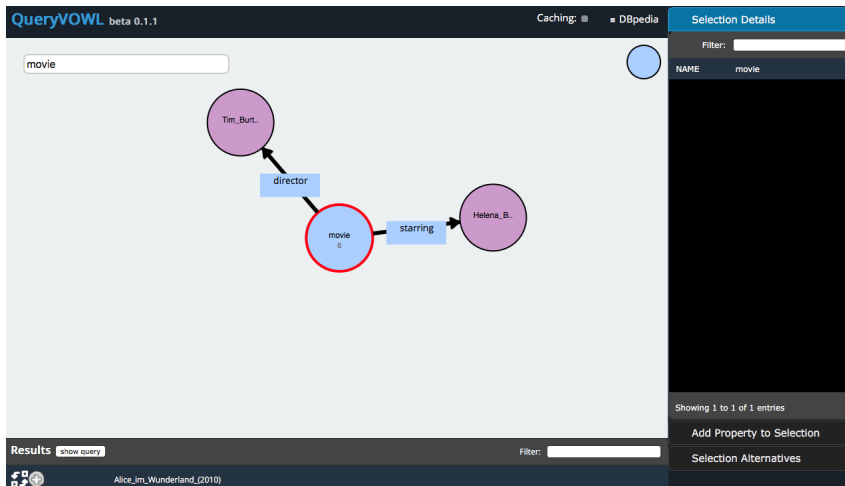 QueryVOWL beta 0.1.1
Caching:
DBpedia
Selection Details
movie
Filter:
NAME movie
Tim_Burt..
director
Helena_B..
starring
movie
6
Showing 1 to 1 of 1 entries
Add Property to Selection
Results show query
Filter:
Selection Alternatives
Alice_im_Wunderland_(2010)